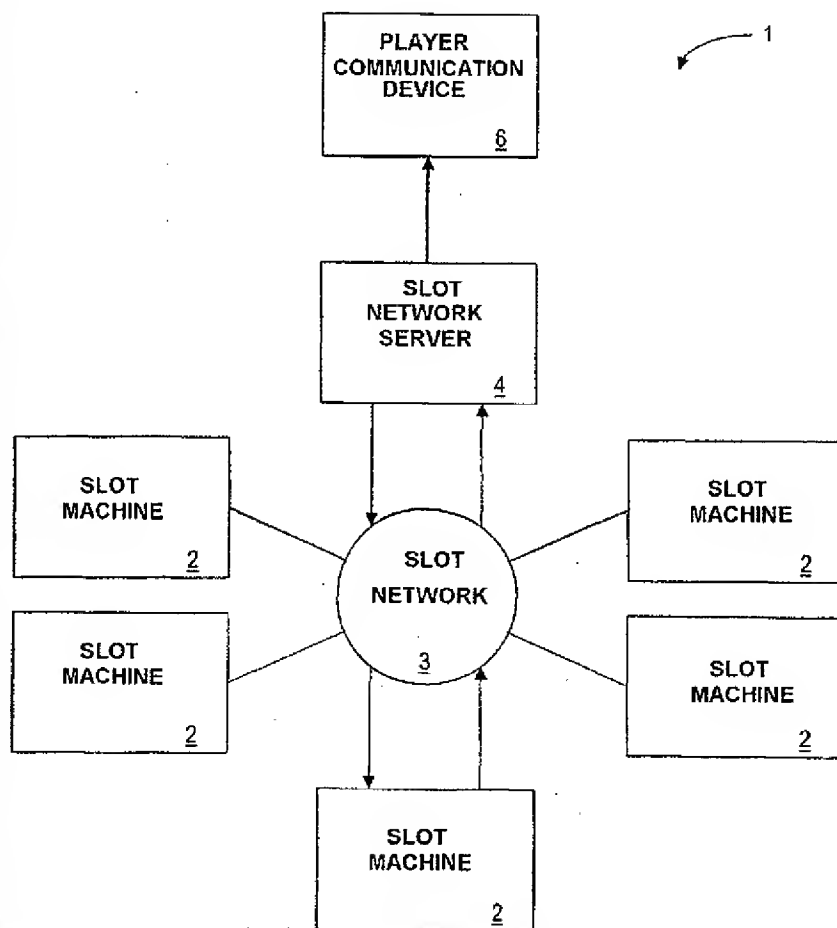 1
PLAYER
COMMUNICATION
DEVICE
6
SLOT
NETWORK
SERVER
4
SLOT
MACHINE
2
SLOT
MACHINE
2
SLOT
NETWORK
3
SLOT
MACHINE
2
SLOT
MACHINE
2
SLOT
MACHINE
2